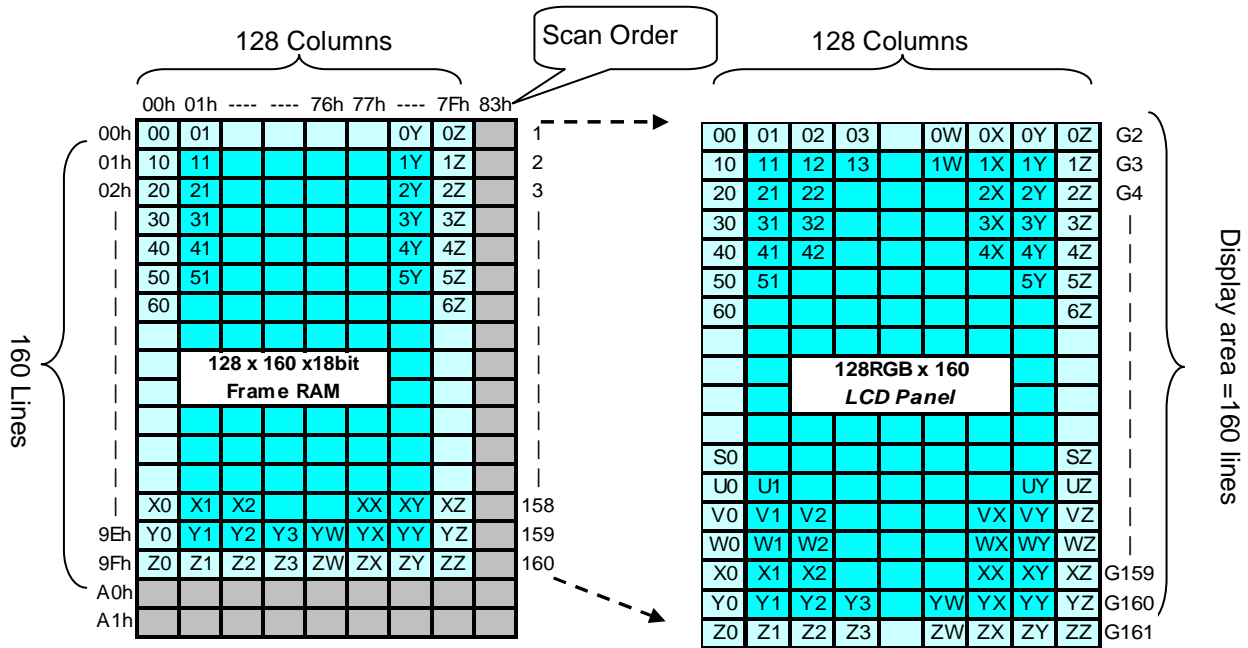 128 Columns
Scan Order
128 Columns
00h 01h ---- ---- 76h 77h ---- 7Fh 83h
00h 00 01 0Y 0Z 1
01h 10 11 1Y 1Z 2
02h 20 21 2Y 2Z 3
30 31 3Y 3Z
40 41 4Y 4Z
50 51 5Y 5Z
60 6Z
128 x 160 x18bit
Frame RAM
X0 X1 X2 XX XY XZ 158
9Eh Y0 Y1 Y2 Y3 YW YX YY YZ 159
9Fh Z0 Z1 Z2 Z3 ZW ZX ZY ZZ 160
A0h
A1h
160 Lines
00 01 02 03 0W 0X 0Y 0Z G2
10 11 12 13 1W 1X 1Y 1Z G3
20 21 22 2X 2Y 2Z G4
30 31 32 3X 3Y 3Z
40 41 42 4X 4Y 4Z
50 51 5Y 5Z
60 6Z
128RGB x 160
LCD Panel
S0 SZ
U0 U1 UY UZ
V0 V1 V2 VX VY VZ
W0 W1 W2 WX WY WZ
X0 X1 X2 XX XY XZ G159
Y0 Y1 Y2 Y3 YW YX YY YZ G160
Z0 Z1 Z2 Z3 ZW ZX ZY ZZ G161
Display area =160 lines